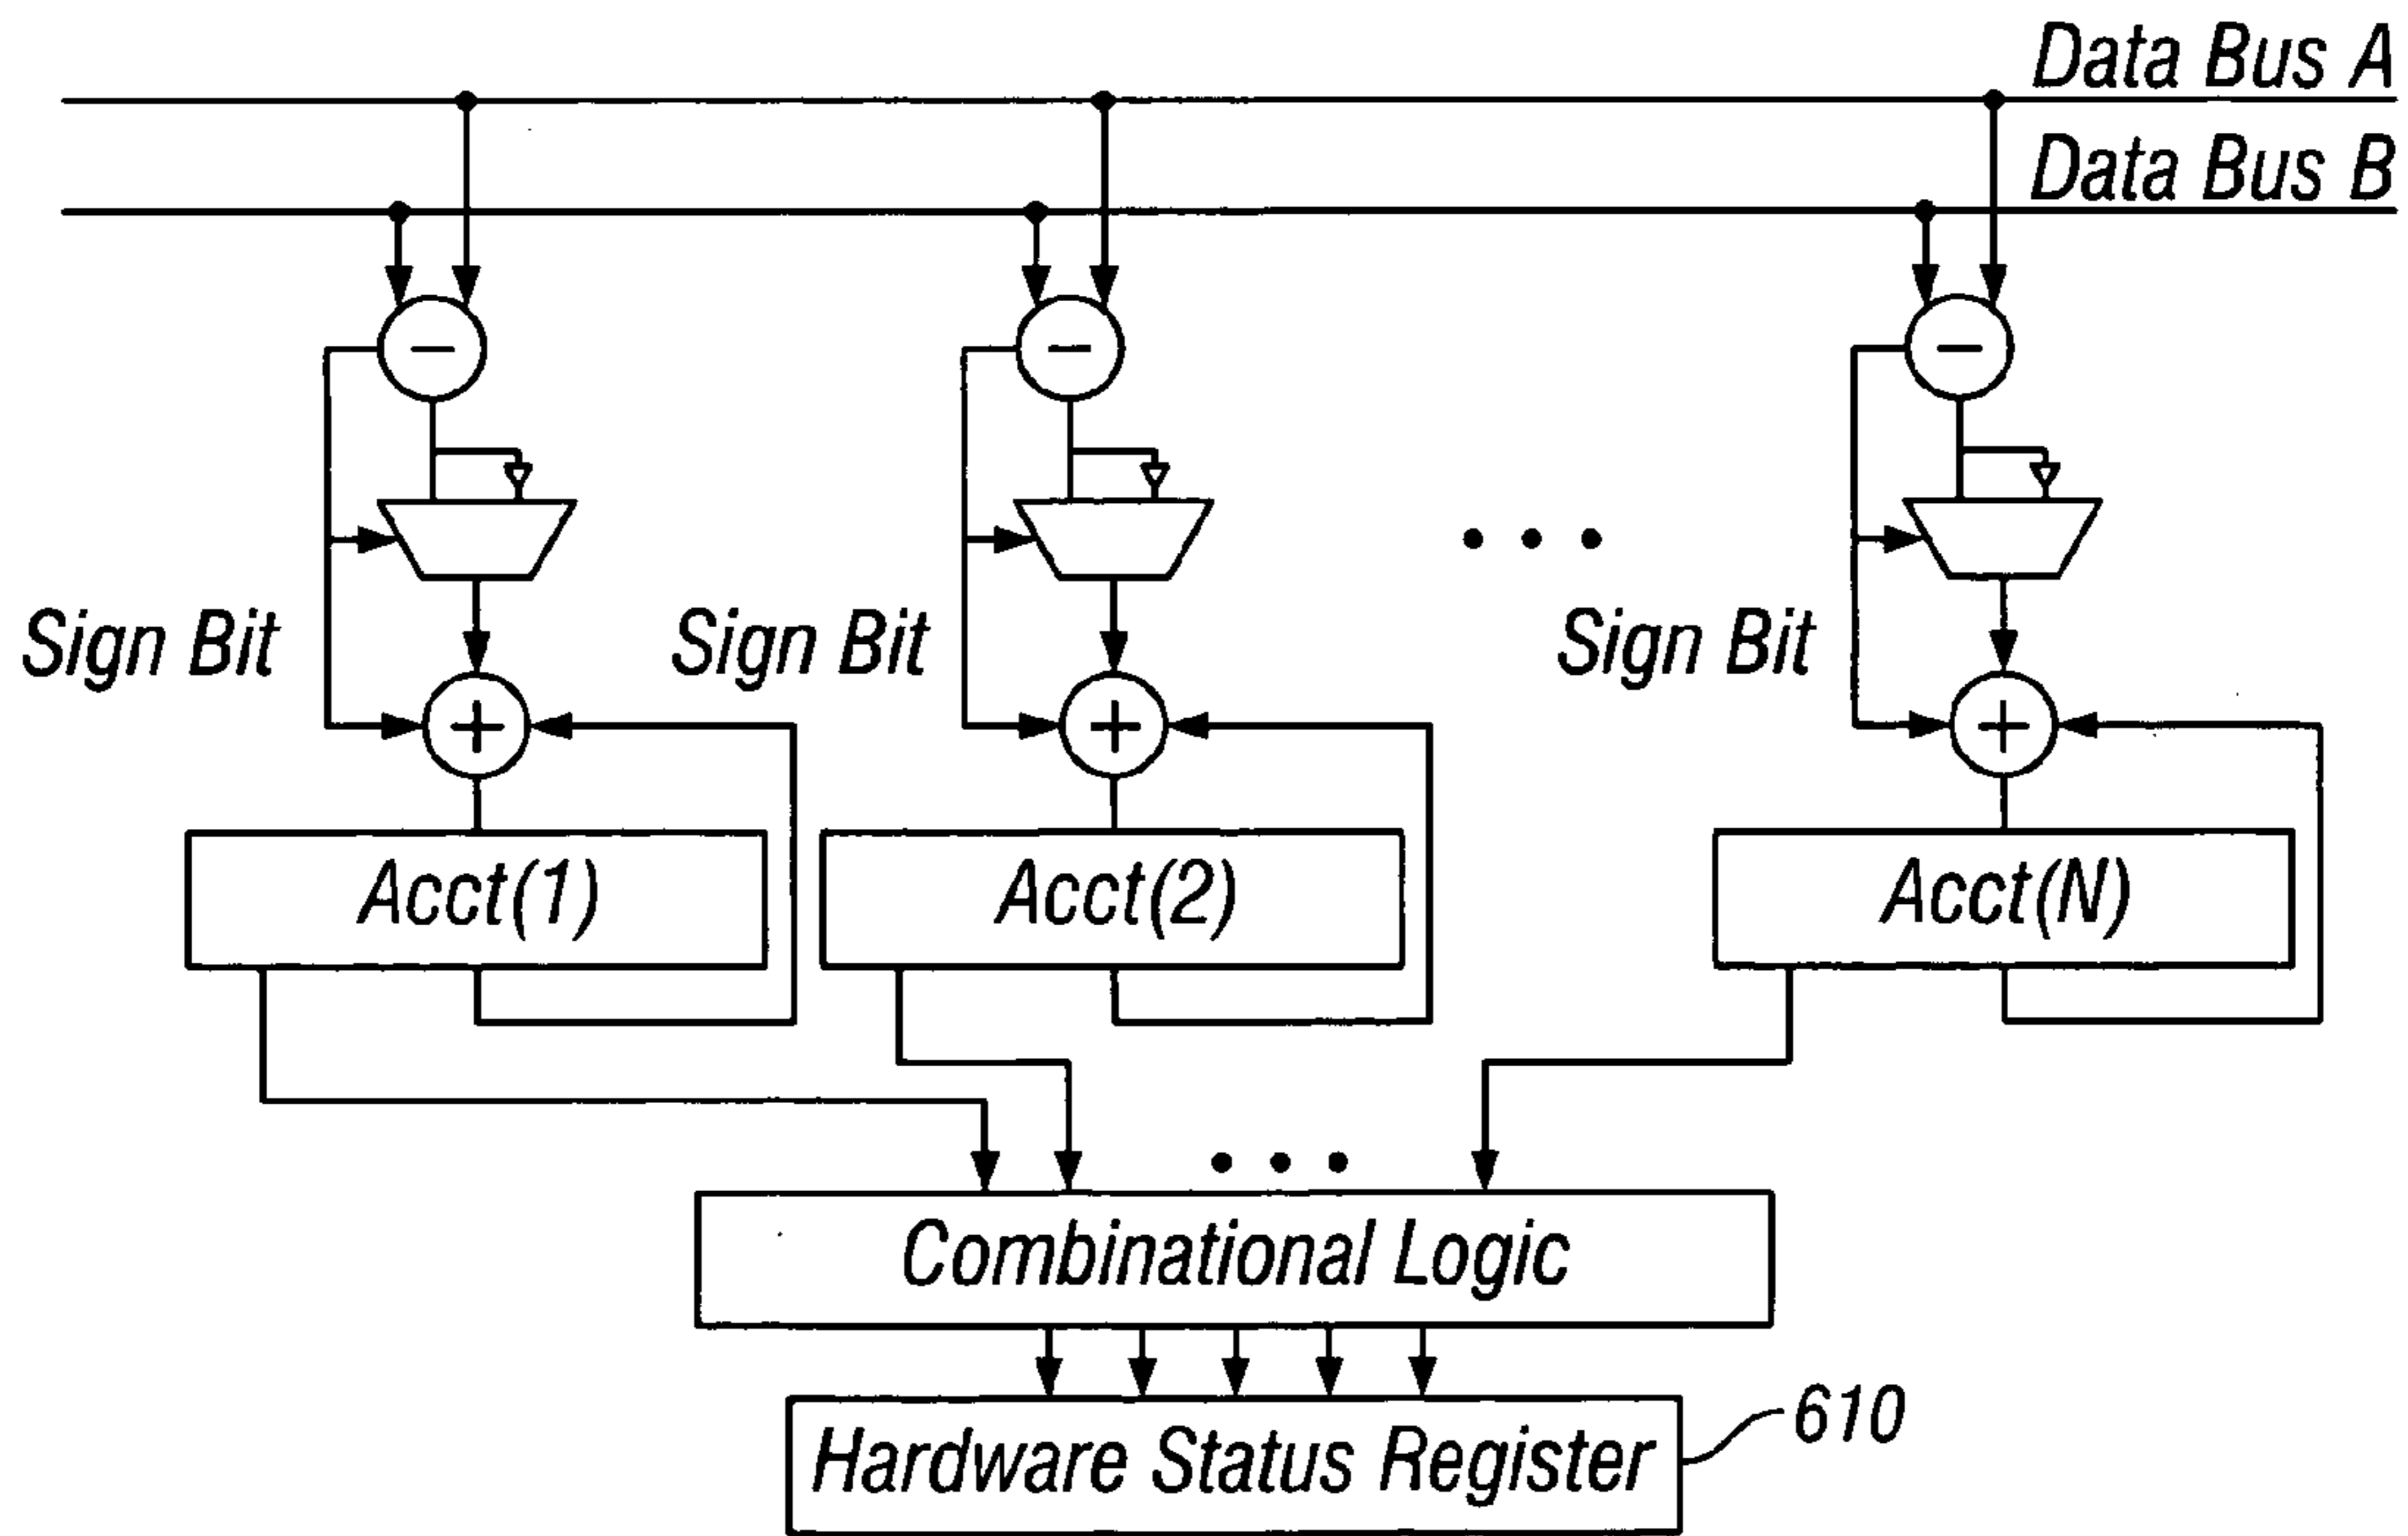 Data Bus A
Data Bus B
−
−
−
Sign Bit
Sign Bit
Sign Bit
+
+
+
Acct(1)
Acct(2)
Acct(N)
Combinational Logic
Hardware Status Register
610